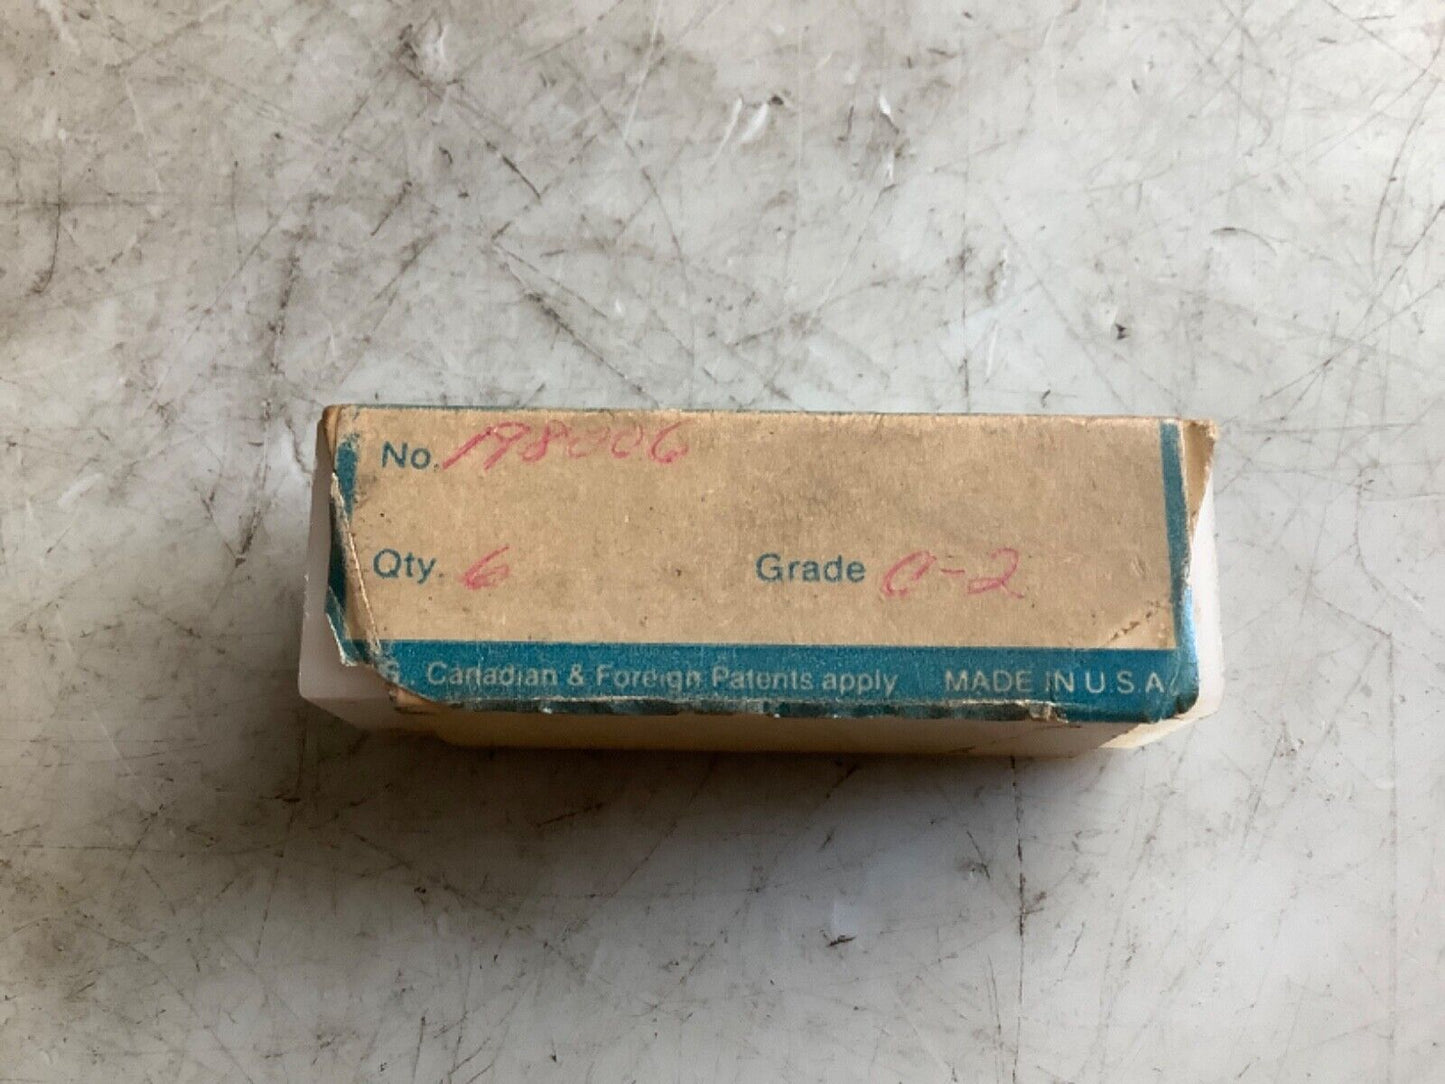 No. 198006
Qty. 6 Grade C-2
S., Canadian & Foreign Patents apply MADE IN U.S.A.